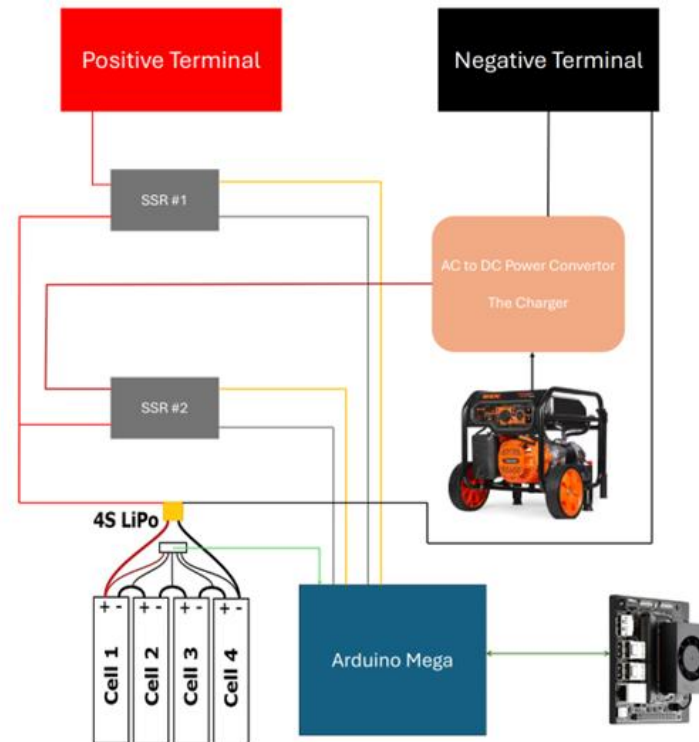 Positive Terminal
Negative Terminal
SSR #1
AC to DC Power Convertor
The Charger
SSR #2
4S LiPo
+ - + - + - + -
Cell 1
Cell 2
Cell 3
Cell 4
Arduino Mega